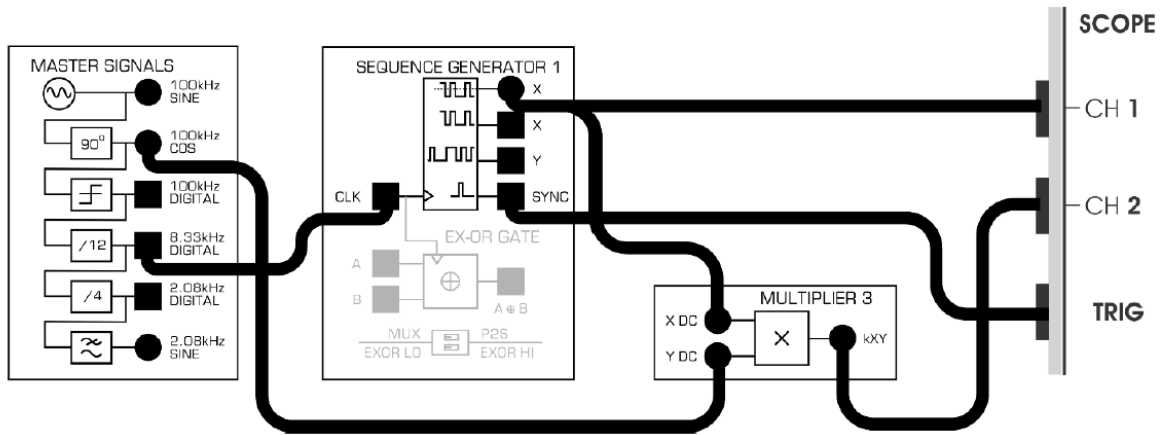 SCOPE
MASTER SIGNALS
100kHz
SINE
90°
100kHz
COS
100kHz
DIGITAL
/12
8.33kHz
DIGITAL
/4
2.08kHz
DIGITAL
2.08kHz
SINE
SEQUENCE GENERATOR 1
X
X
Y
CLK
SYNC
EX-OR GATE
A
B
A⊕B
MUX
P2S
EXOR LO
EXOR HI
MULTIPLIER 3
X DC
Y DC
X
kXY
CH 1
CH 2
TRIG